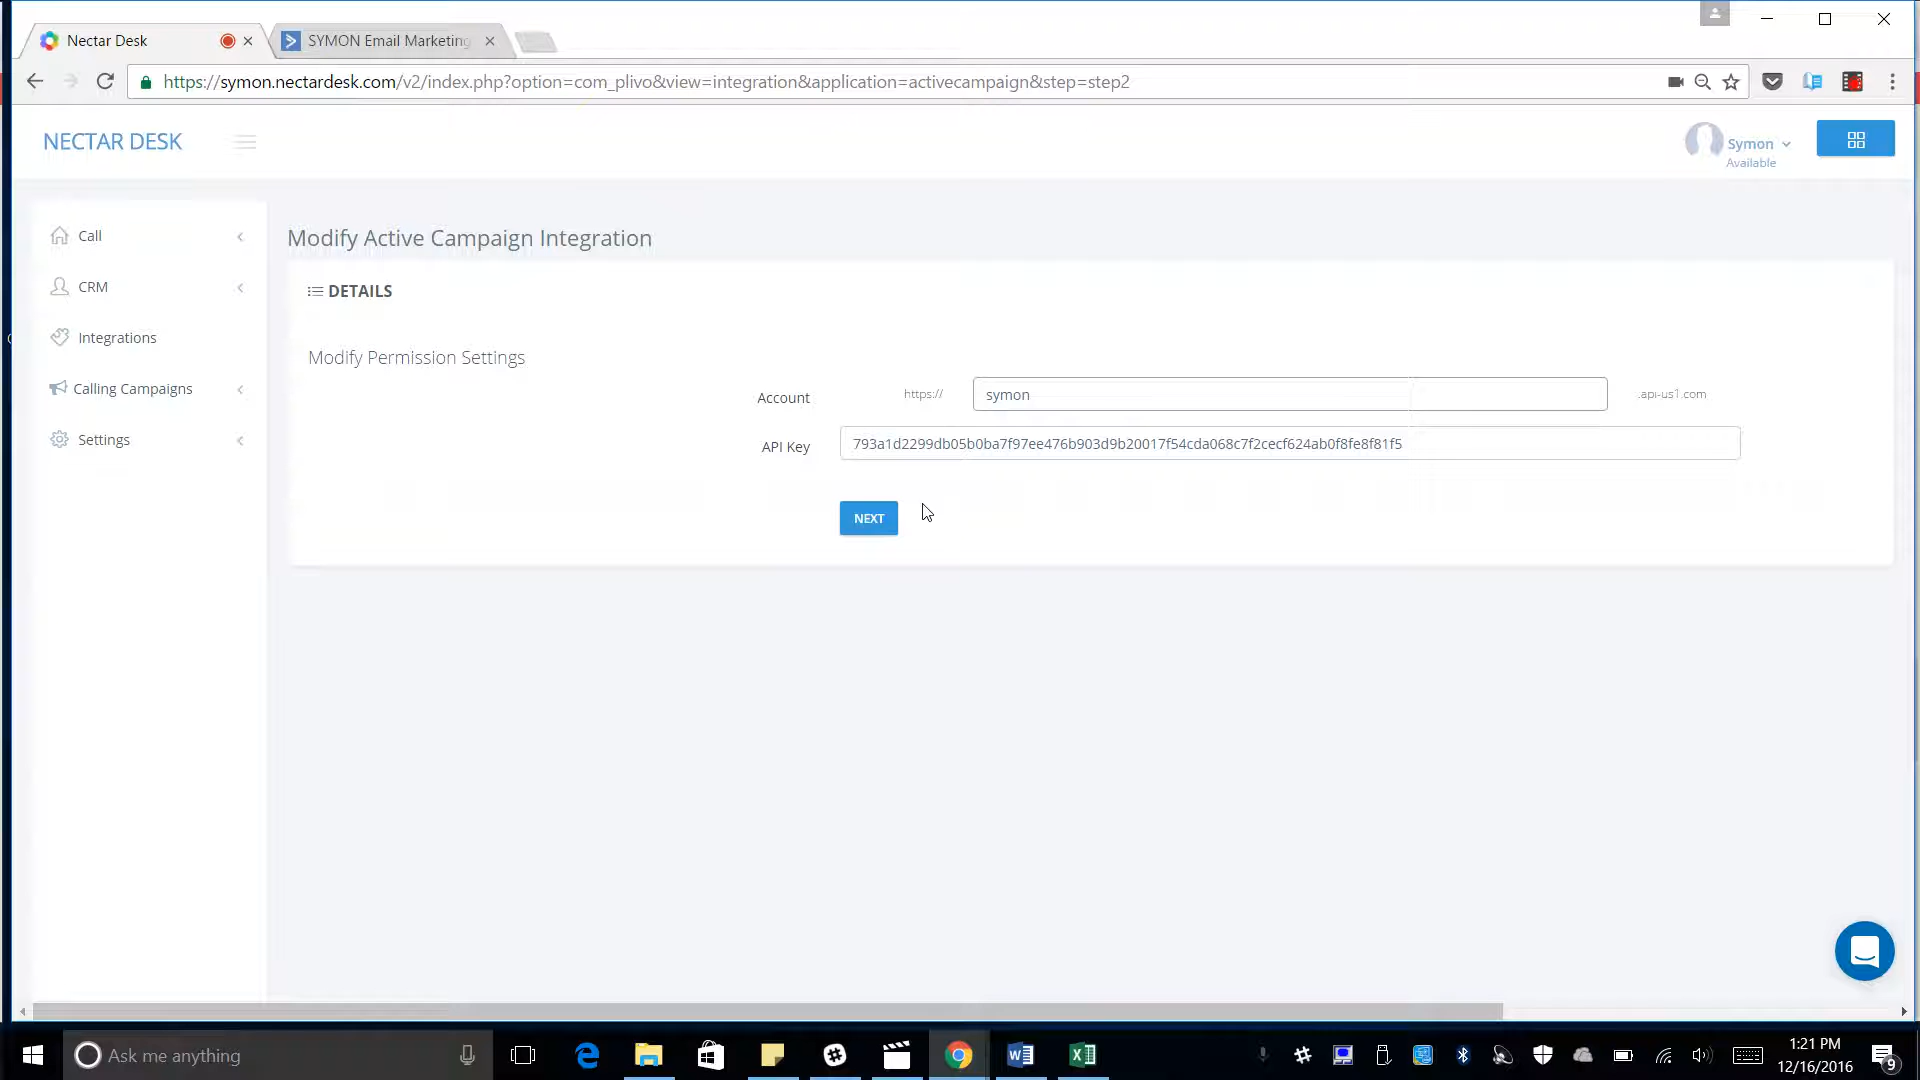 Nectar Desk
SYMON Email Marketing
https://symon.nectardesk.com/v2/index.php?option=com_plivo&view=integration&application=activecampaign&step=step2
NECTAR DESK
Symon
Available
Call
CRM
Integrations
Calling Campaigns
Settings
Modify Active Campaign Integration
DETAILS
Modify Permission Settings
Account https:// symon .api-us1.com
API Key 793a1d2299db05b0ba7f97ee476b903d9b20017f54cda068c7f2cecf624ab0f8fe8f81f5
NEXT
Ask me anything
1:21 PM
12/16/2016
9